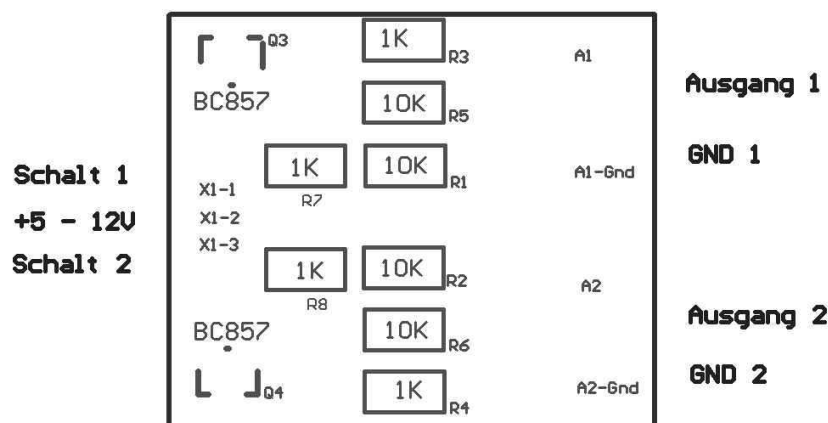 Q3
1K
R3
A1
BC857
10K
R5
Ausgang 1
GND 1
Schalt 1
X1-1
1K
R7
10K
R1
A1-Gnd
+5 - 12V
X1-2
X1-3
Schalt 2
1K
R8
10K
R2
A2
BC857
10K
R6
Ausgang 2
GND 2
Q4
1K
R4
A2-Gnd